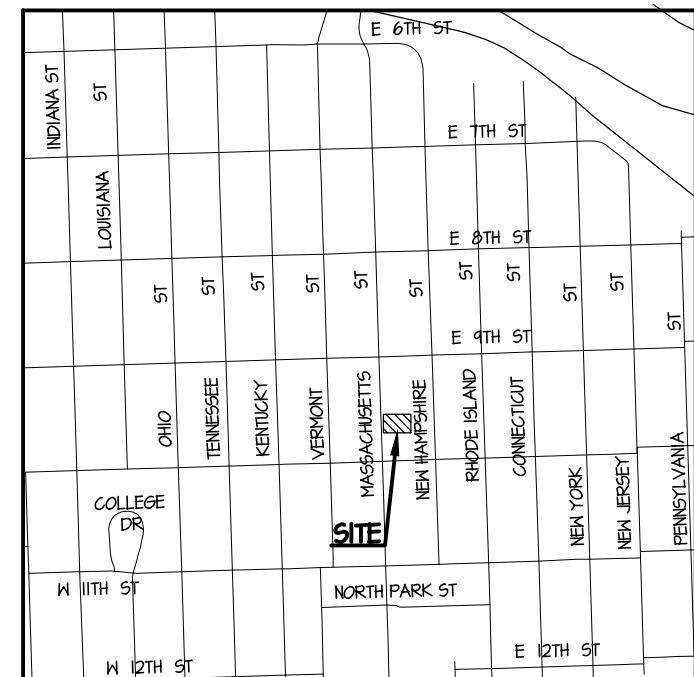 E 6TH ST
INDIANA ST
LOUISIANA ST
E 7TH ST
E 8TH ST
OHIO ST
TENNESSEE ST
KENTUCKY ST
VERMONT ST
MASSACHUSETTS ST
NEW HAMPSHIRE ST
RHODE ISLAND ST
CONNECTICUT ST
NEW YORK ST
NEW JERSEY ST
PENNSYLVANIA ST
E 9TH ST
COLLEGE
DR
SITE
W 11TH ST
NORTH PARK ST
E 12TH ST
W 12TH ST